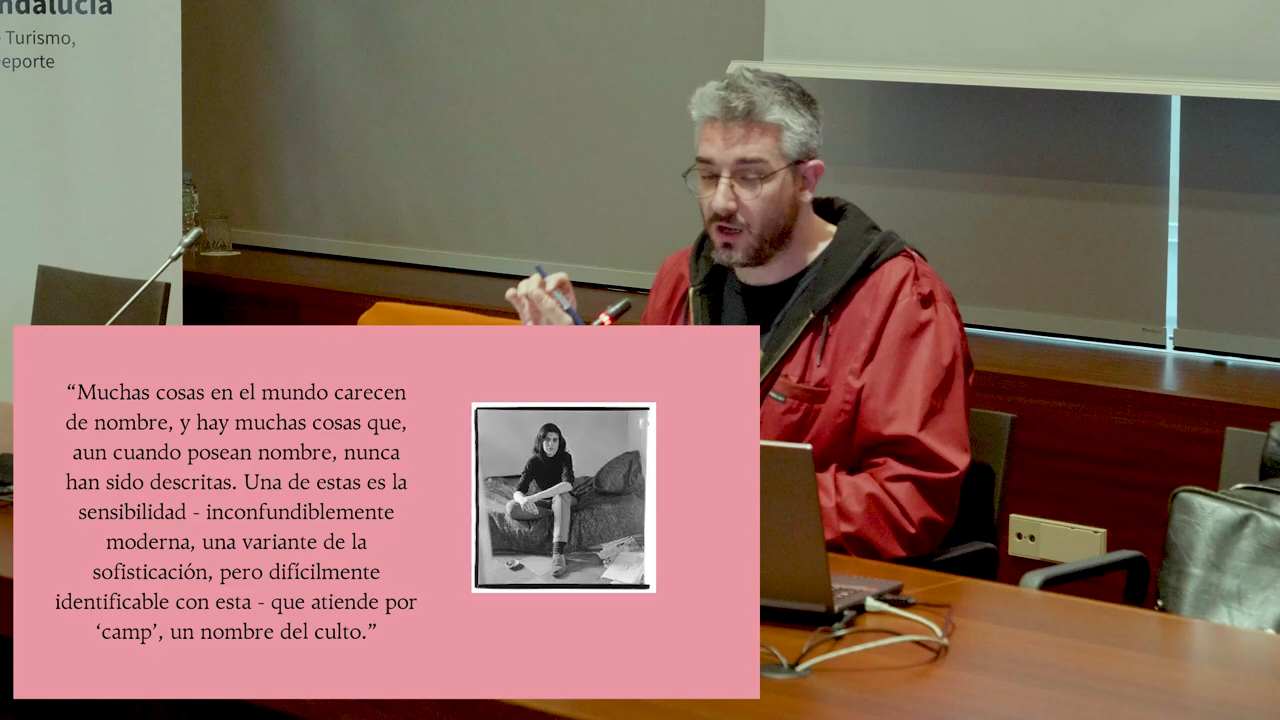 ndalucía
Turismo,
eporte
“Muchas cosas en el mundo carecen
de nombre, y hay muchas cosas que,
aun cuando posean nombre, nunca
han sido descritas. Una de estas es la
sensibilidad - inconfundiblemente
moderna, una variante de la
sofisticación, pero difícilmente
identificable con esta - que atiende por
‘camp’, un nombre del culto.”